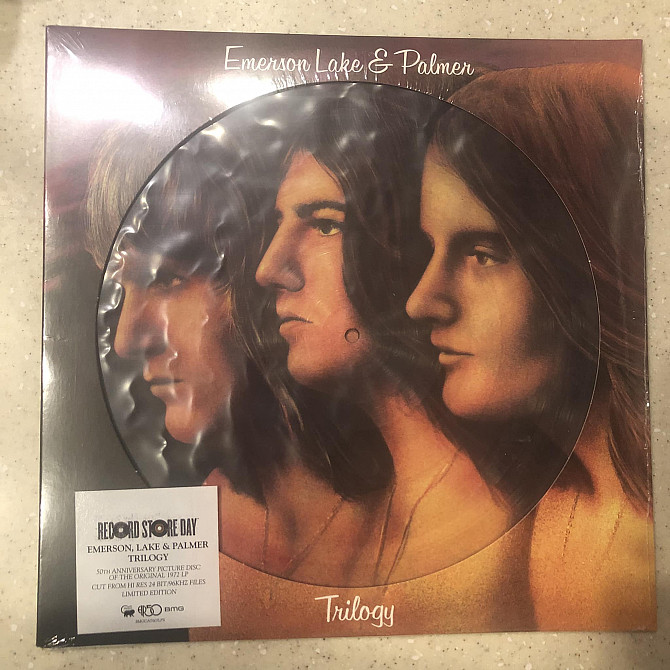 Emerson Lake & Palmer
RECORD STORE DAY
EMERSON, LAKE & PALMER
TRILOGY
50TH ANNIVERSARY PICTURE DISC
OF THE ORIGINAL 1972 LP
CUT FROM HI RES 24 BIT/96KHZ FILES
LIMITED EDITION
50 BMG
Trilogy